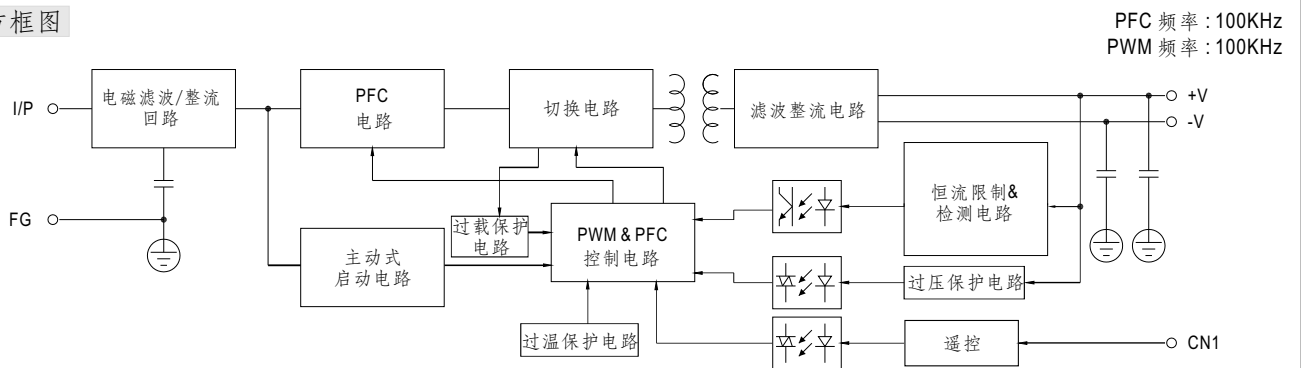 框图
PFC 频率 : 100KHz
PWM 频率 : 100KHz
I/P
电磁滤波/整流
回路
PFC
电路
切换电路
滤波整流电路
+V
-V
FG
过载保护
电路
PWM & PFC
控制电路
恒流限制&
检测电路
主动式
启动电路
过压保护电路
过温保护电路
遥控
CN1